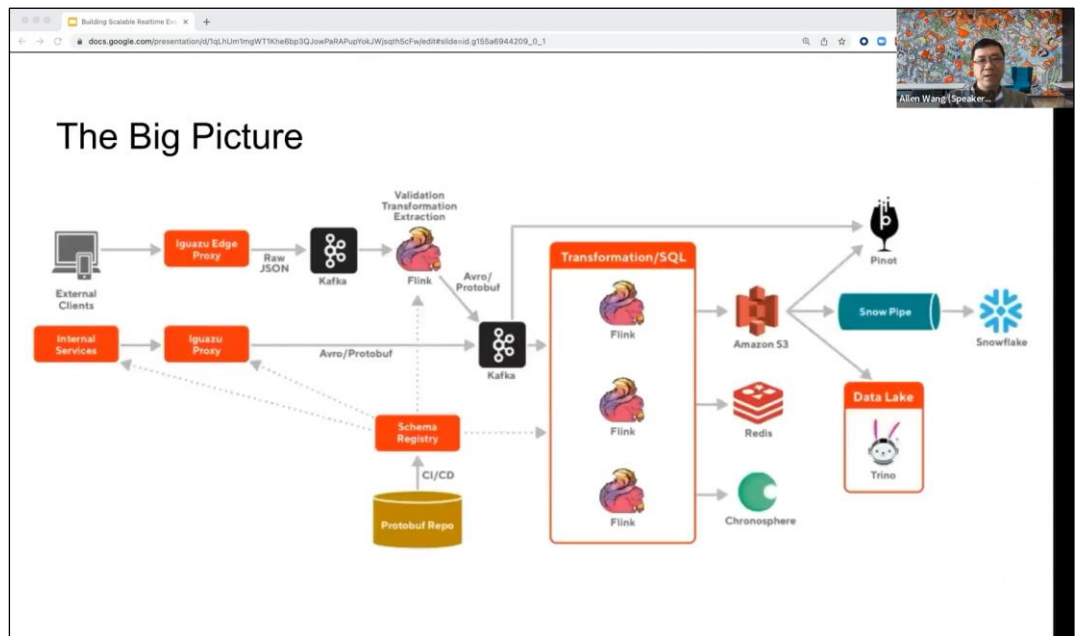 Building Scalable Realtime Eve
docs.google.com/presentation/d/1qLhUm1mgWT1Khe6bp3QJowPaRAPupYokJWjsqth5cFw/edit#slide=id.g155a6944209_0_1
Allen Wang (Speaker...
The Big Picture
Validation
Transformation
Extraction
Iguazu Edge
Proxy
Raw
JSON
Kafka
Flink
External
Clients
Avro/
Protobuf
Internal
Services
Iguazu
Proxy
Avro/Protobuf
Kafka
Schema
Registry
CI/CD
Protobuf Repo
Transformation/SQL
Flink
Flink
Flink
Amazon S3
Redis
Chronosphere
Pinot
Snow Pipe
Snowflake
Data Lake
Trino